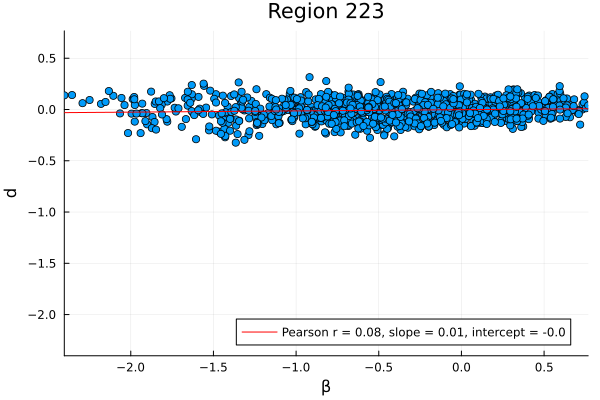 Region 223
d
0.5
0.0
−0.5
−1.0
−1.5
−2.0
Pearson r = 0.08, slope = 0.01, intercept = -0.0
−2.0 −1.5 −1.0 −0.5 0.0 0.5
β